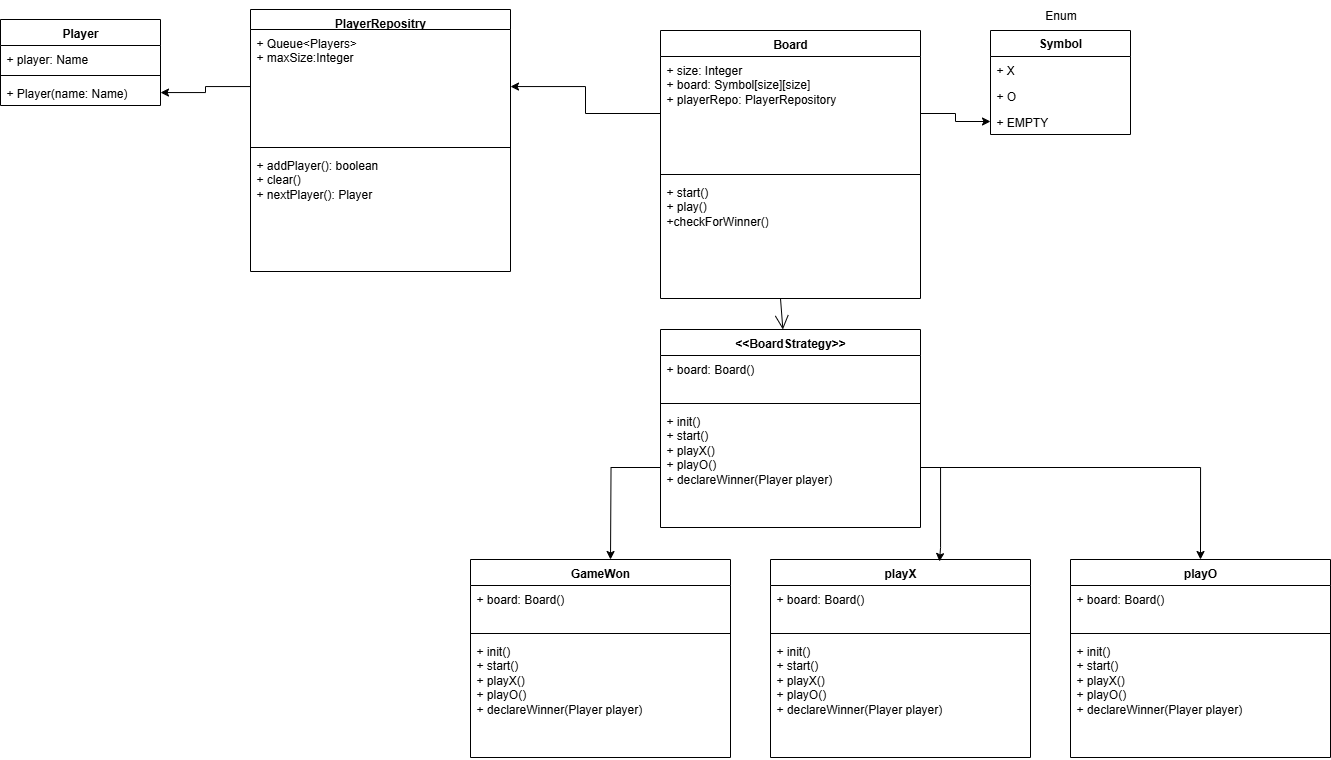 Player
+ player: Name
+ Player(name: Name)
PlayerRepositry
+ Queue<Players>
+ maxSize:Integer
+ addPlayer(): boolean
+ clear()
+ nextPlayer(): Player
Board
+ size: Integer
+ board: Symbol[size][size]
+ playerRepo: PlayerRepository
+ start()
+ play()
+checkForWinner()
Enum
Symbol
+ X
+ O
+ EMPTY
<<BoardStrategy>>
+ board: Board()
+ init()
+ start()
+ playX()
+ playO()
+ declareWinner(Player player)
GameWon
+ board: Board()
+ init()
+ start()
+ playX()
+ playO()
+ declareWinner(Player player)
playX
+ board: Board()
+ init()
+ start()
+ playX()
+ playO()
+ declareWinner(Player player)
playO
+ board: Board()
+ init()
+ start()
+ playX()
+ playO()
+ declareWinner(Player player)